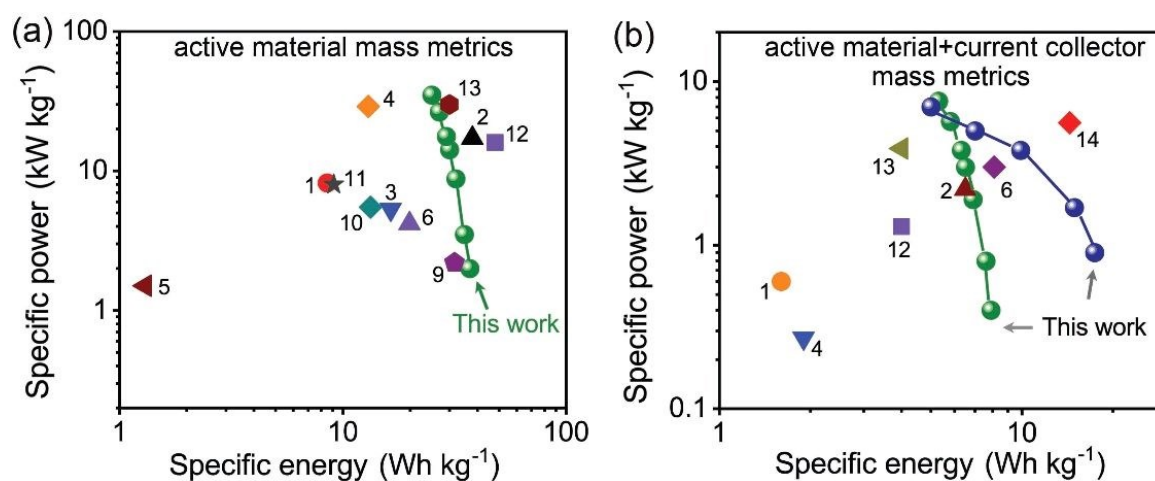 (a)
active material mass metrics
100
10
1
Specific power (kW kg⁻¹)
4
13
2
12
1
11
3
10
6
9
5
This work
1
10
100
Specific energy (Wh kg⁻¹)
(b)
active material+current collector
mass metrics
10
1
0.1
Specific power (kW kg⁻¹)
14
13
6
2
12
1
4
This work
1
10
Specific energy (Wh kg⁻¹)